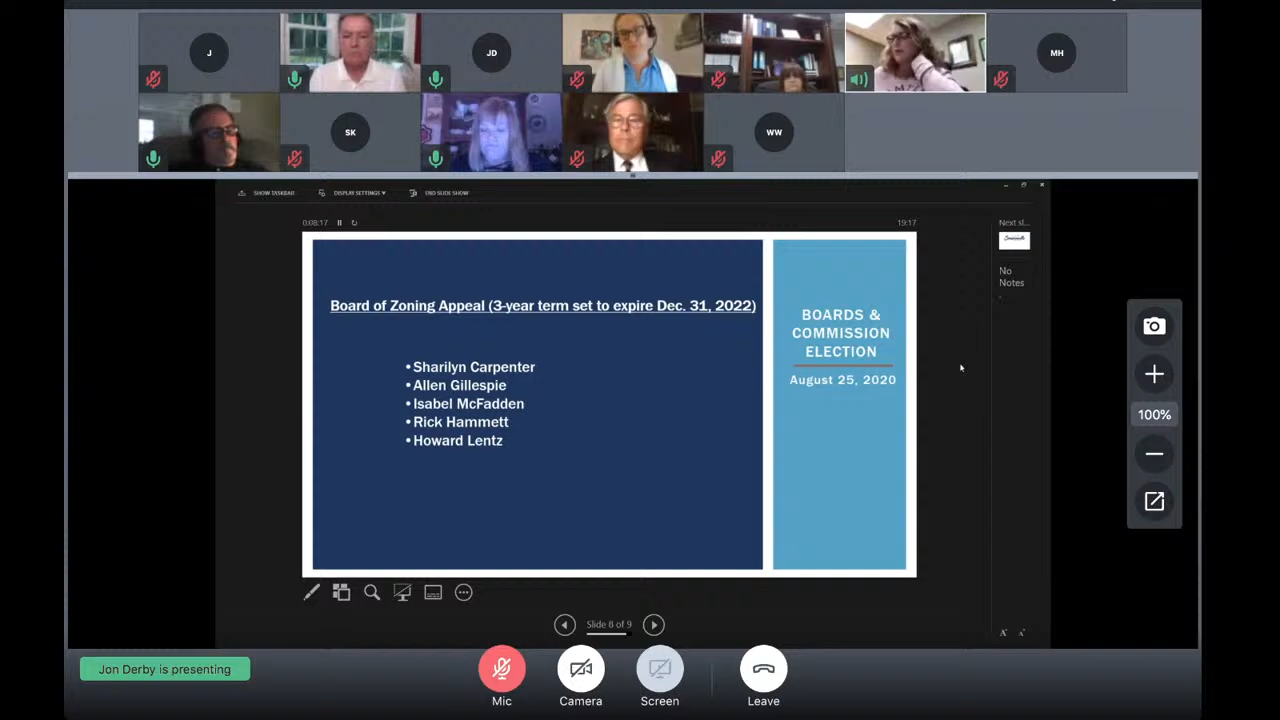 J
JD
MH
SK
WW
SHOW TASKBAR
DISPLAY SETTINGS
END SLIDE SHOW
0:08:17
19:17
Next sl...
No
Notes
Board of Zoning Appeal (3-year term set to expire Dec. 31, 2022)
•Sharilyn Carpenter
•Allen Gillespie
•Isabel McFadden
•Rick Hammett
•Howard Lentz
BOARDS &
COMMISSION
ELECTION
August 25, 2020
100%
Slide 8 of 9
A A
Jon Derby is presenting
Mic
Camera
Screen
Leave